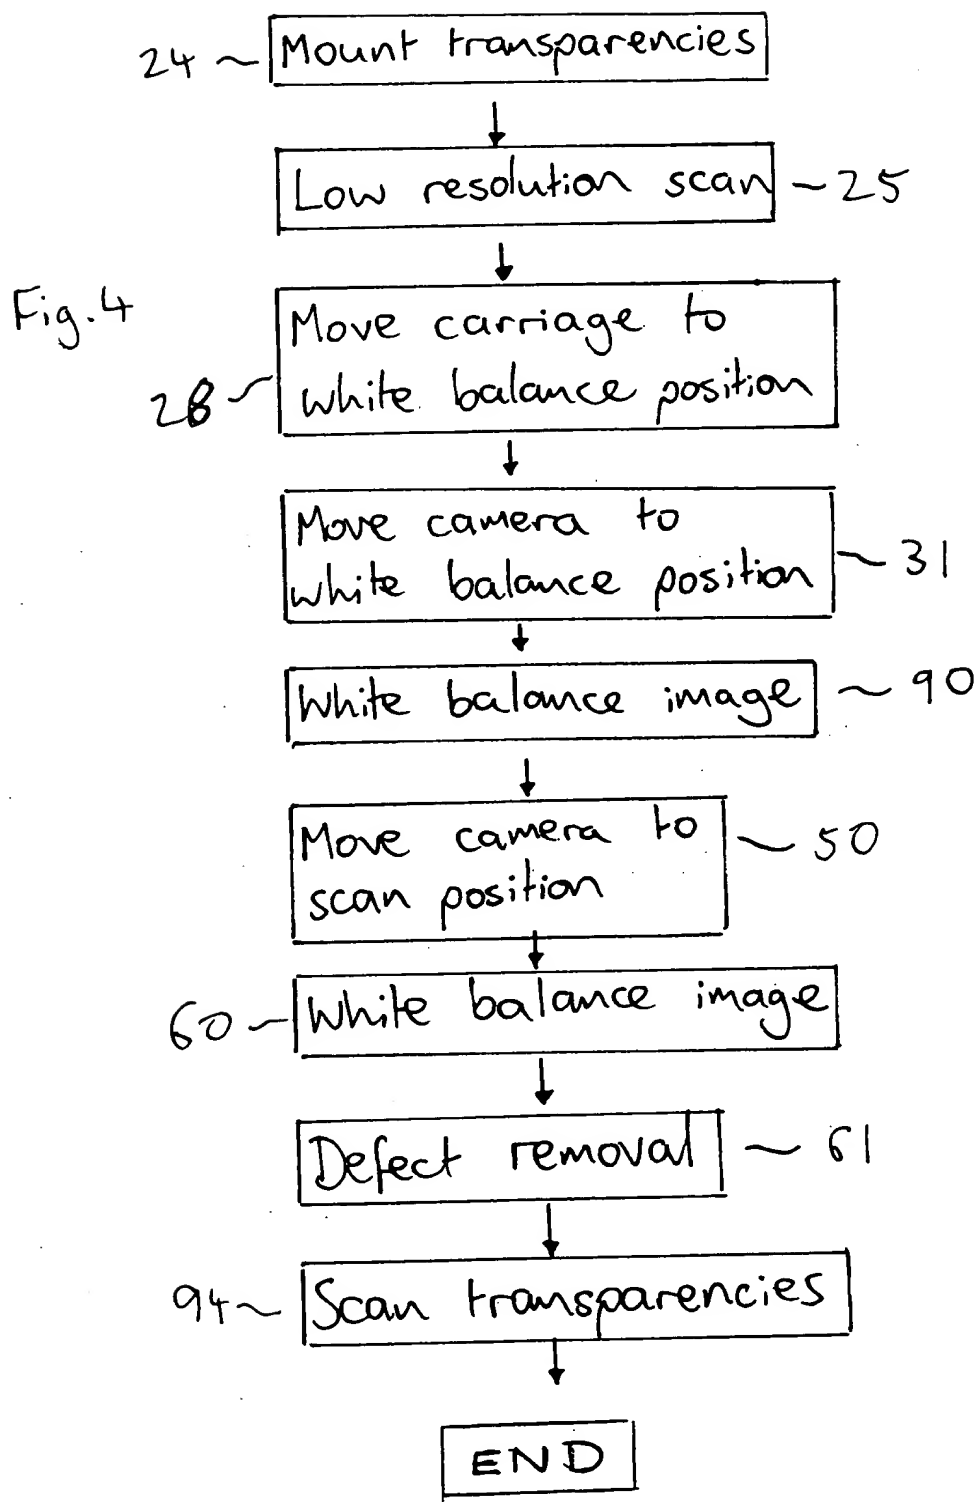 24 Mount transparencies
Low resolution scan 25
Fig. 4
Move carriage to
28 white balance position
Move camera to
white balance position 31
White balance image 90
Move camera to 50
scan position
60 White balance image
Defect removal 61
94 Scan transparencies
END